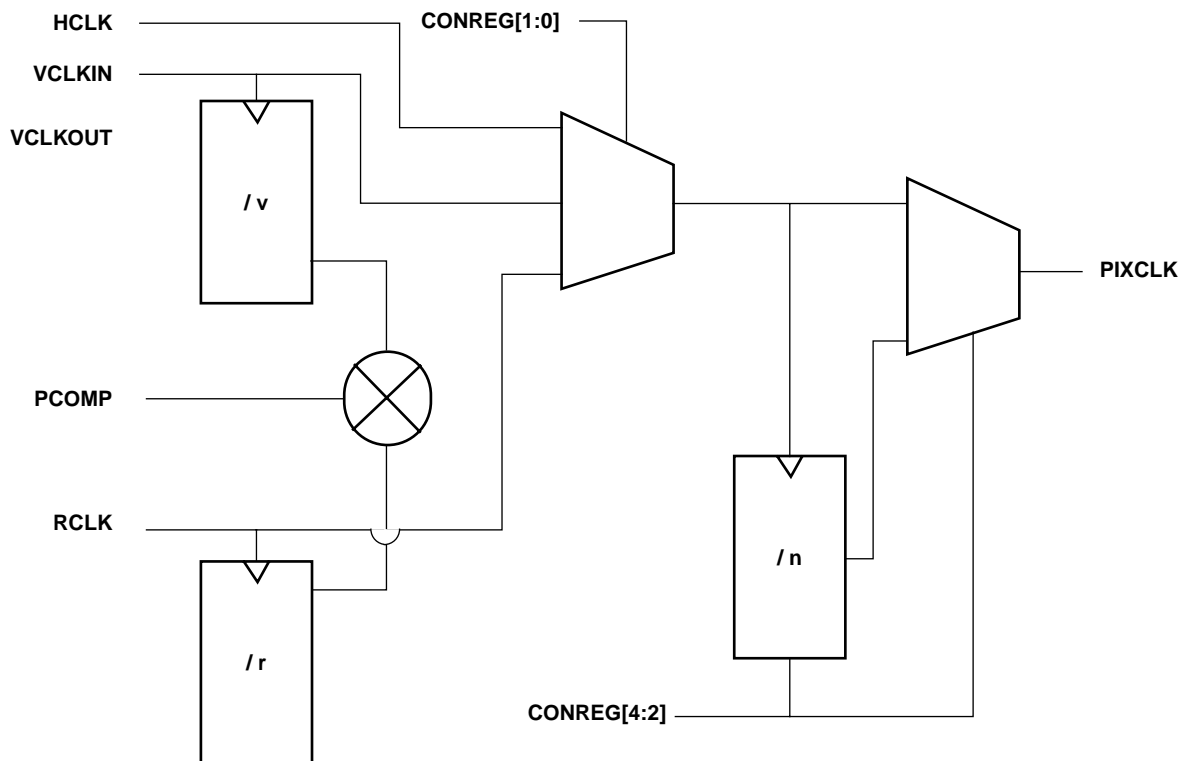 HCLK
CONREG[1:0]
VCLKIN
VCLKOUT
/ v
PIXCLK
PCOMP
RCLK
/ n
/ r
CONREG[4:2]